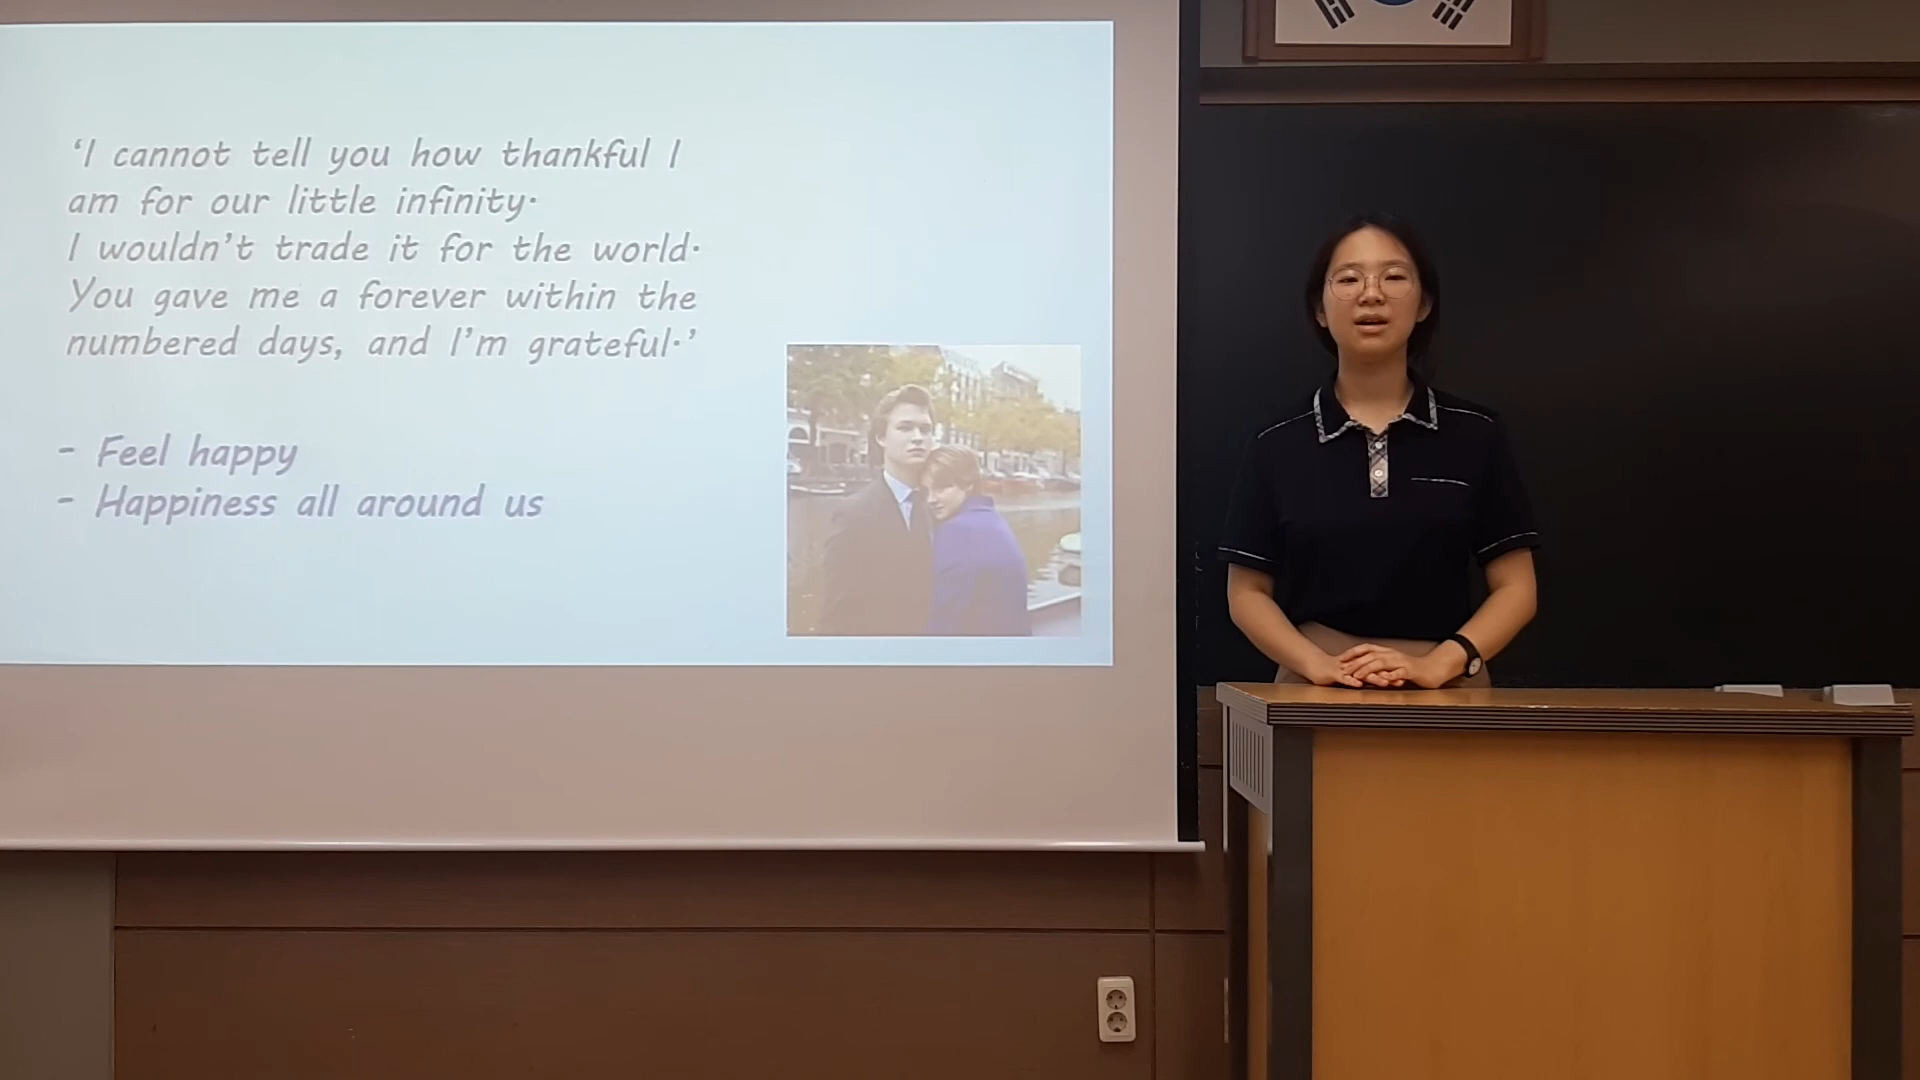 ‘I cannot tell you how thankful I
am for our little infinity.
I wouldn’t trade it for the world.
You gave me a forever within the
numbered days, and I’m grateful.’
- Feel happy
- Happiness all around us